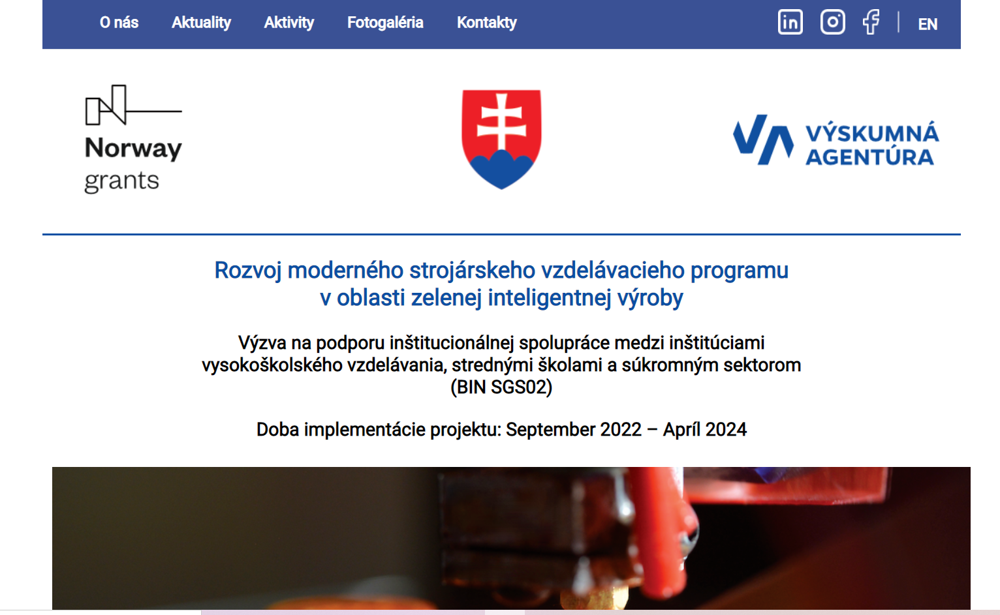 O nás Aktuality Aktivity Fotogaléria Kontakty EN
Norway
grants
VÝSKUMNÁ
AGENTÚRA
Rozvoj moderného strojárskeho vzdelávacieho programu
v oblasti zelenej inteligentnej výroby
Výzva na podporu inštitucionálnej spolupráce medzi inštitúciami
vysokoškolského vzdelávania, strednými školami a súkromným sektorom
(BIN SGS02)
Doba implementácie projektu: September 2022 – Apríl 2024